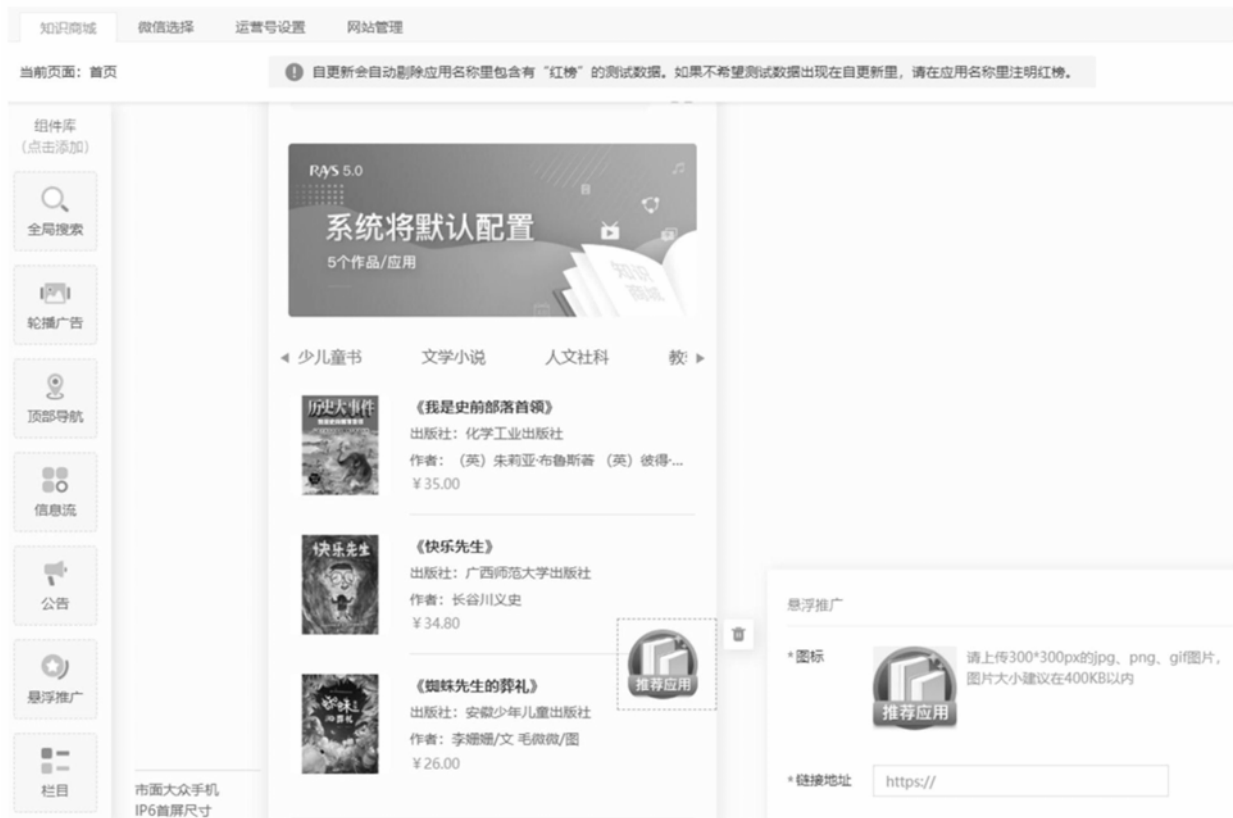 知识商城 微信选择 运营号设置 网站管理
当前页面：首页
自更新会自动剔除应用名称里包含有“红榜”的测试数据。如果不希望测试数据出现在自更新里，请在应用名称里注明红榜。
组件库
(点击添加)
全局搜索
轮播广告
顶部导航
信息流
公告
悬浮推广
栏目
RAYS 5.0
系统将默认配置
5个作品/应用
知识
商城
少儿童书 文学小说 人文社科
历史大事件
《我是史前部落首领》
出版社：化学工业出版社
作者：（英）朱莉亚·布鲁斯著 （英）彼得·...
￥35.00
快乐先生
《快乐先生》
出版社：广西师范大学出版社
作者：长谷川义史
￥34.80
《蜘蛛先生的葬礼》
出版社：安徽少年儿童出版社
作者：李姗姗/文 毛微微/图
￥26.00
推荐应用
市面大众手机
IP6首屏尺寸
悬浮推广
*图标
推荐应用
请上传300*300px的jpg、png、gif图片，
图片大小建议在400KB以内
*链接地址 https://